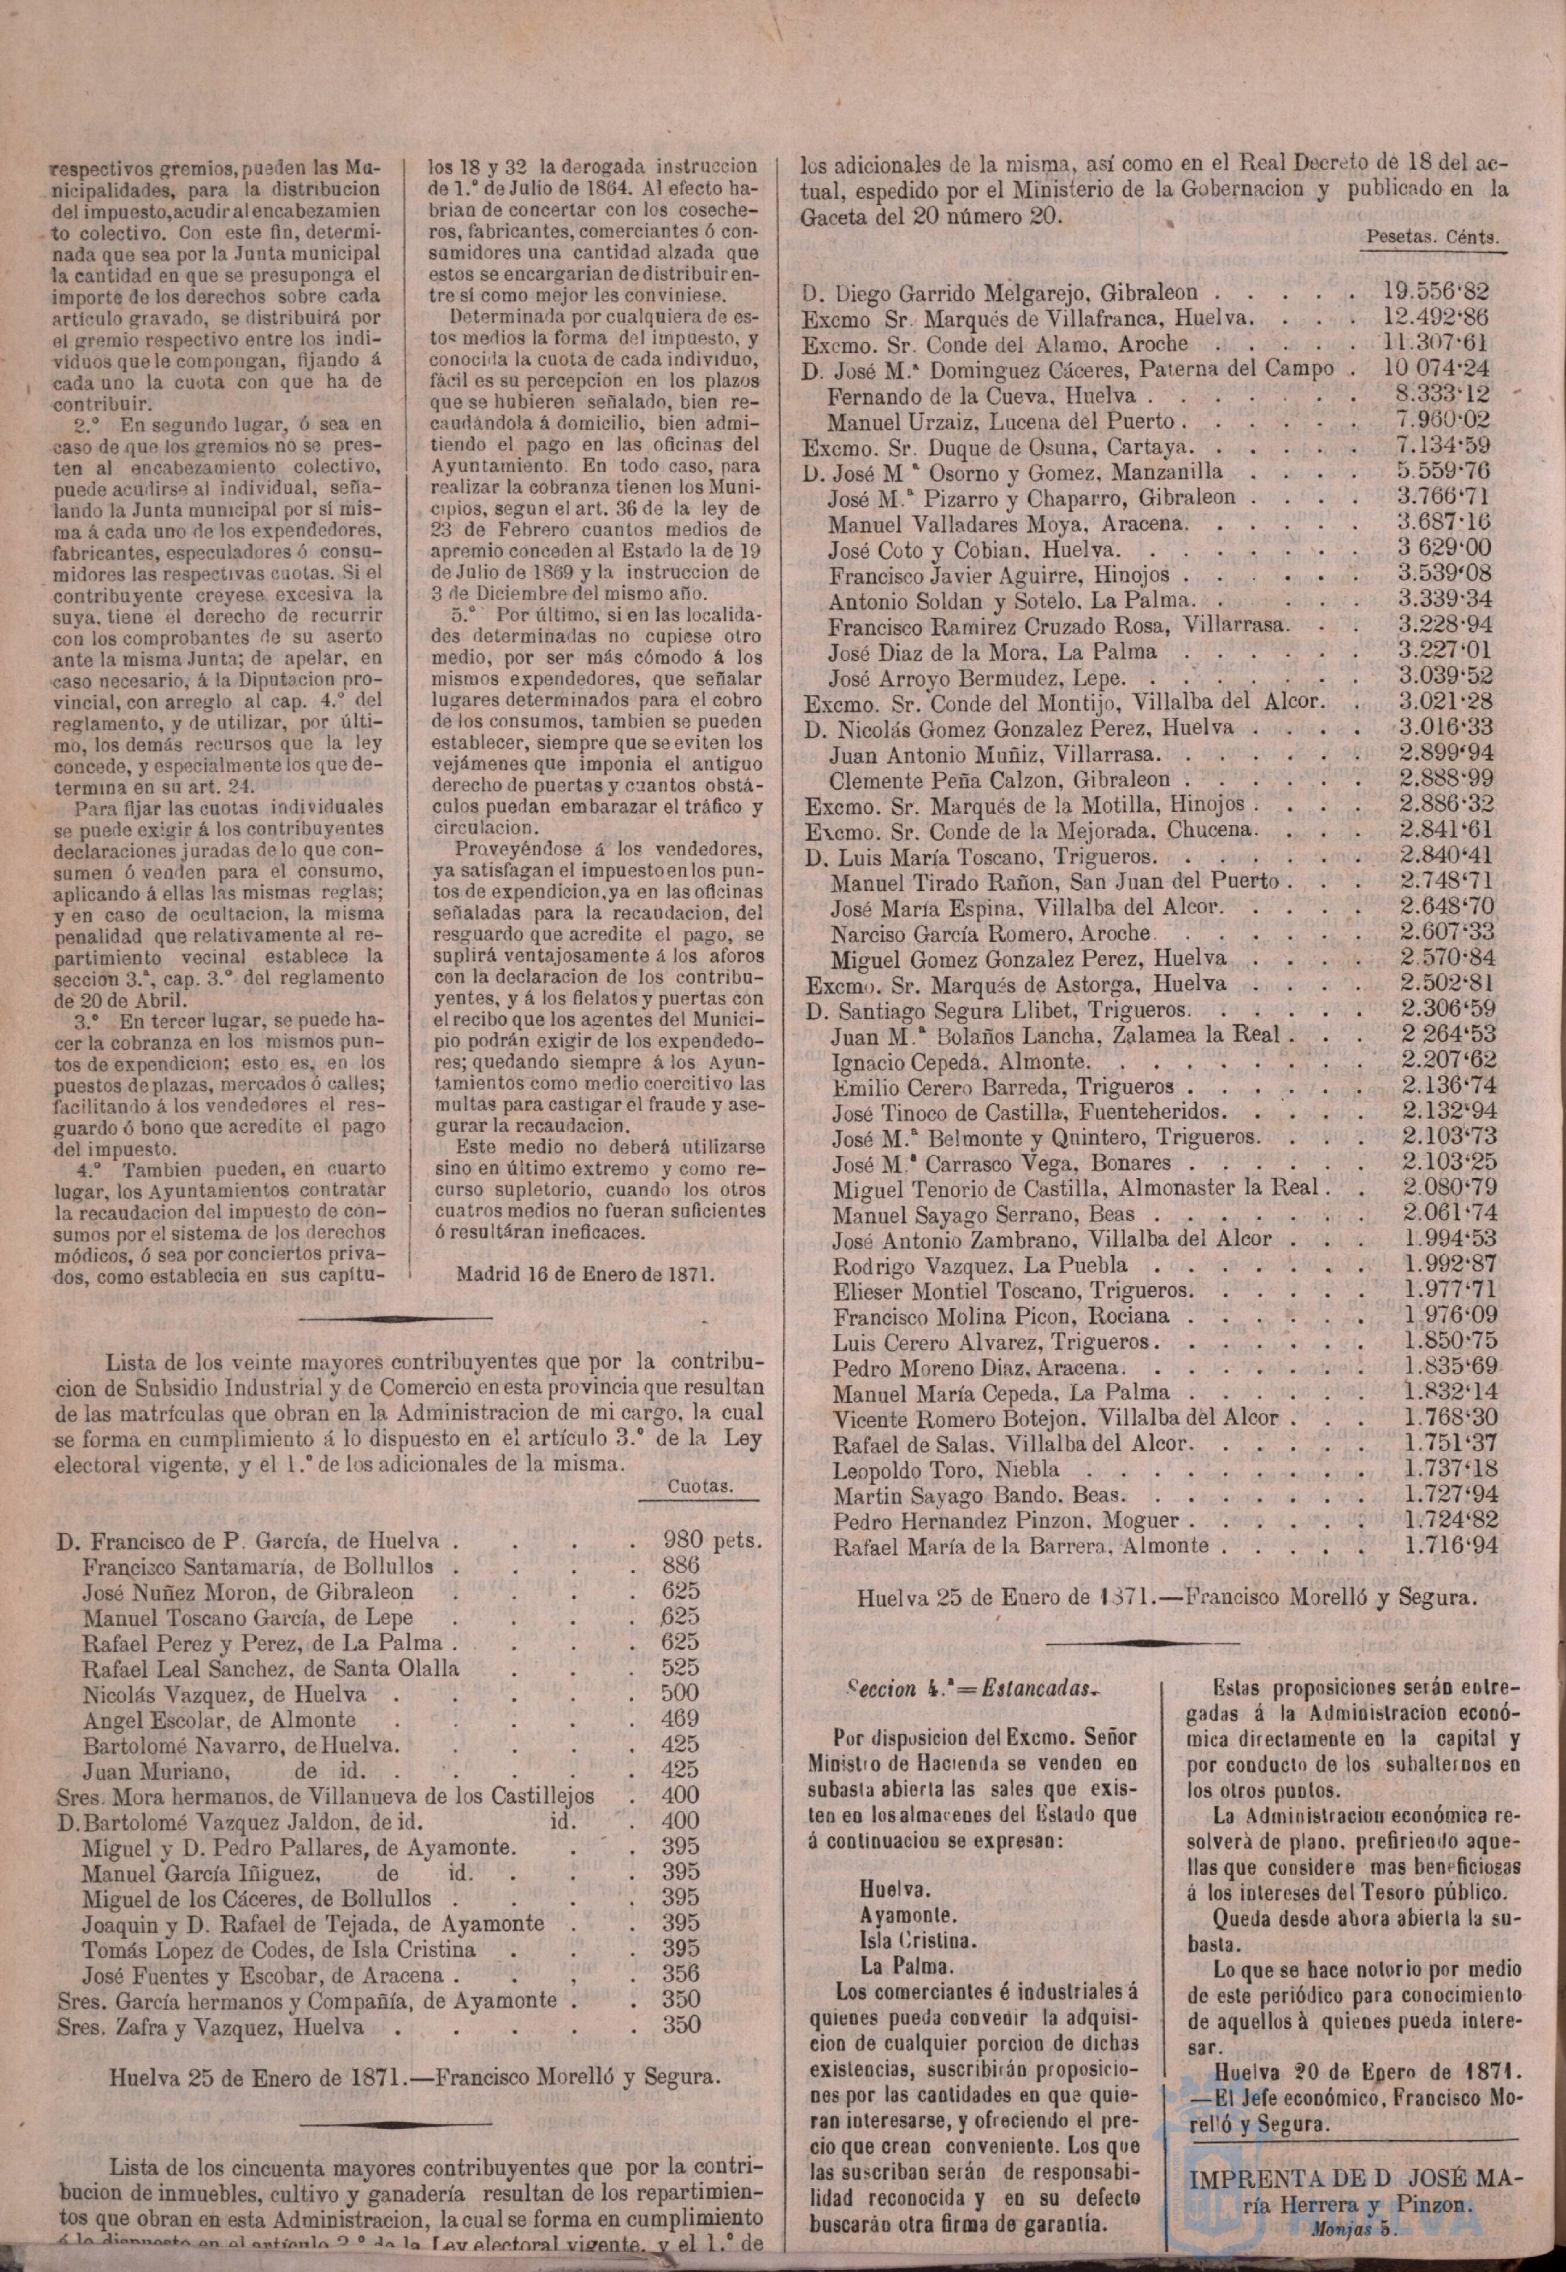 respectivos gremios, pueden las Mu-
nicipalidades, para la distribucion
del impuesto, acudir al encabezamien
to colectivo. Con este fin, determi-
nada que sea por la Junta municipal
la cantidad en que se presuponga el
importe de los derechos sobre cada
artículo gravado, se distribuirá por
el gremio respectivo entre los indi-
viduos que le compongan, fijando á
cada uno la cuota con que ha de
contribuir.
2.º En segundo lugar, ó sea en
caso de que los gremios no se pres-
ten al encabezamiento colectivo,
puede acudirse al individual, seña-
lando la Junta municipal por sí mis-
ma á cada uno de los expendedores,
fabricantes, especuladores ó consu-
midores las respectivas cuotas. Si el
contribuyente creyese excesiva la
suya, tiene el derecho de recurrir
con los comprobantes de su aserto
ante la misma Junta; de apelar, en
caso necesario, á la Diputacion pro-
vincial, con arreglo al cap. 4.º del
reglamento, y de utilizar, por últi-
mo, los demás recursos que la ley
concede, y especialmente los que de-
termina en su art. 24.
Para fijar las cuotas individuales
se puede exigir á los contribuyentes
declaraciones juradas de lo que con-
sumen ó venden para el consumo,
aplicando á ellas las mismas reglas;
y en caso de ocultacion, la misma
penalidad que relativamente al re-
partimiento vecinal establece la
seccion 3.ª, cap. 3.º del reglamento
de 20 de Abril.
3.º En tercer lugar, se puede ha-
cer la cobranza en los mismos pun-
tos de expendicion; esto es, en los
puestos de plazas, mercados ó calles;
facilitando á los vendedores el res-
guardo ó bono que acredite el pago
del impuesto.
4.º Tambien pueden, en cuarto
lugar, los Ayuntamientos contratar
la recaudacion del impuesto de con-
sumos por el sistema de los derechos
módicos, ó sea por conciertos priva-
dos, como establecia en sus capítu-
los 18 y 32 la derogada instruccion
de 1.º de Julio de 1864. Al efecto ha-
brian de concertar con los coseche-
ros, fabricantes, comerciantes ó con-
sumidores una cantidad alzada que
estos se encargarian de distribuir en-
tre sí como mejor les conviniese.
Determinada por cualquiera de es-
tos medios la forma del impuesto, y
conocida la cuota de cada individuo,
fácil es su percepcion en los plazos
que se hubieren señalado, bien re-
caudándola á domicilio, bien admi-
tiendo el pago en las oficinas del
Ayuntamiento. En todo caso, para
realizar la cobranza tienen los Muni-
cipios, segun el art. 36 de la ley de
23 de Febrero cuantos medios de
apremio conceden al Estado la de 19
de Julio de 1869 y la instruccion de
3 de Diciembre del mismo año.
5.º Por último, si en las localida-
des determinadas no cupiese otro
medio, por ser más cómodo á los
mismos expendedores, que señalar
lugares determinados para el cobro
de los consumos, tambien se pueden
establecer, siempre que se eviten los
vejámenes que imponia el antiguo
derecho de puertas y cuantos obstá-
culos puedan embarazar el tráfico y
circulacion.
Proveyéndose á los vendedores,
ya satisfagan el impuesto en los pun-
tos de expendicion, ya en las oficinas
señaladas para la recaudacion, del
resguardo que acredite el pago, se
suplirá ventajosamente á los aforos
con la declaracion de los contribu-
yentes, y á los fielatos y puertas con
el recibo que los agentes del Munici-
pio podrán exigir de los expendedo-
res; quedando siempre á los Ayun-
tamientos como medio coercitivo las
multas para castigar el fraude y ase-
gurar la recaudacion.
Este medio no deberá utilizarse
sino en último extremo y como re-
curso supletorio, cuando los otros
cuatros medios no fueran suficientes
ó resultáran ineficaces.
Madrid 16 de Enero de 1871.
Lista de los veinte mayores contribuyentes que por la contribu-
cion de Subsidio Industrial y de Comercio en esta provincia que resultan
de las matrículas que obran en la Administracion de mi cargo, la cual
se forma en cumplimiento á lo dispuesto en el artículo 3.º de la Ley
electoral vigente, y el 1.º de los adicionales de la misma.
Cuotas.
D. Francisco de P. García, de Huelva . . . . 980 pets.
Francisco Santamaría, de Bollullos . . . . 886
José Nuñez Moron, de Gibraleon . . . . 625
Manuel Toscano García, de Lepe . . . . 625
Rafael Perez y Perez, de La Palma . . . . 625
Rafael Leal Sanchez, de Santa Olalla . . . 525
Nicolás Vazquez, de Huelva . . . . . 500
Angel Escolar, de Almonte . . . . . 469
Bartolomé Navarro, de Huelva. . . . . 425
Juan Muriano, de id. . . . . . 425
Sres. Mora hermanos, de Villanueva de los Castillejos . 400
D. Bartolomé Vazquez Jaldon, de id. id. . . 400
Miguel y D. Pedro Pallares, de Ayamonte. . . 395
Manuel García Iñiguez, de id. . . . 395
Miguel de los Cáceres, de Bollullos . . . . 395
Joaquin y D. Rafael de Tejada, de Ayamonte . . 395
Tomás Lopez de Codes, de Isla Cristina . . . 395
José Fuentes y Escobar, de Aracena . . , . 356
Sres. García hermanos y Compañía, de Ayamonte . . 350
Sres. Zafra y Vazquez, Huelva . . . . . 350
Huelva 25 de Enero de 1871.—Francisco Morelló y Segura.
Lista de los cincuenta mayores contribuyentes que por la contri-
bucion de inmuebles, cultivo y ganadería resultan de los repartimien-
tos que obran en esta Administracion, la cual se forma en cumplimiento
á lo dispuesto en el artículo 2.º de la Ley electoral vigente, y el 1.º de
los adicionales de la misma, así como en el Real Decreto de 18 del ac-
tual, espedido por el Ministerio de la Gobernacion y publicado en la
Gaceta del 20 número 20.
Pesetas. Cénts.
D. Diego Garrido Melgarejo, Gibraleon . . . . . 19.556‘82
Excmo Sr. Marqués de Villafranca, Huelva. . . . 12.492‘86
Excmo. Sr. Conde del Alamo, Aroche . . . . . 11.307‘61
D. José M.ª Dominguez Cáceres, Paterna del Campo . 10 074‘24
Fernando de la Cueva, Huelva . . . . . . 8.333‘12
Manuel Urzaiz, Lucena del Puerto . . . . . 7.960‘02
Excmo. Sr. Duque de Osuna, Cartaya. . . . . . 7.134‘59
D. José M ª Osorno y Gomez, Manzanilla . . . . 5.559‘76
José M.ª Pizarro y Chaparro, Gibraleon . . . . 3.766‘71
Manuel Valladares Moya, Aracena. . . . . . 3.687‘16
José Coto y Cobian, Huelva. . . . . . . 3 629‘00
Francisco Javier Aguirre, Hinojos . . . . . 3.539‘08
Antonio Soldan y Sotelo, La Palma. . . . . 3.339‘34
Francisco Ramirez Cruzado Rosa, Villarrasa. . . 3.228‘94
José Diaz de la Mora, La Palma . . . . . . 3.227‘01
José Arroyo Bermudez, Lepe. . . . . . . 3.039‘52
Excmo. Sr. Conde del Montijo, Villalba del Alcor. . 3.021‘28
D. Nicolás Gomez Gonzalez Perez, Huelva . . . . 3.016‘33
Juan Antonio Muñiz, Villarrasa. . . . . . 2.899‘94
Clemente Peña Calzon, Gibraleon . . . . . 2.888‘99
Excmo. Sr. Marqués de la Motilla, Hinojos . . . . 2.886‘32
Excmo. Sr. Conde de la Mejorada, Chucena. . . . 2.841‘61
D. Luis María Toscano, Trigueros. . . . . . 2.840‘41
Manuel Tirado Rañon, San Juan del Puerto . . . 2.748‘71
José María Espina, Villalba del Alcor. . . . . 2.648‘70
Narciso García Romero, Aroche. . . . . . 2.607‘33
Miguel Gomez Gonzalez Perez, Huelva . . . . 2.570‘84
Excmo. Sr. Marqués de Astorga, Huelva . . . . 2.502‘81
D. Santiago Segura Llibet, Trigueros. . . . . . 2.306‘59
Juan M.ª Bolaños Lancha, Zalamea la Real . . . 2 264‘53
Ignacio Cepeda, Almonte. . . . . . . . 2.207‘62
Emilio Cerero Barreda, Trigueros . . . . . 2.136‘74
José Tinoco de Castilla, Fuenteheridos. . . . . 2.132‘94
José M.ª Belmonte y Quintero, Trigueros. . . . 2.103‘73
José M.ª Carrasco Vega, Bonares . . . . . . 2.103‘25
Miguel Tenorio de Castilla, Almonaster la Real . . 2.080‘79
Manuel Sayago Serrano, Beas . . . . . . 2.061‘74
José Antonio Zambrano, Villalba del Alcor . . . 1.994‘53
Rodrigo Vazquez, La Puebla . . . . . . 1.992‘87
Elieser Montiel Toscano, Trigueros. . . . . 1.977‘71
Francisco Molina Picon, Rociana . . . . . 1.976‘09
Luis Cerero Alvarez, Trigueros . . . . . . 1.850‘75
Pedro Moreno Diaz, Aracena. . . . . . . 1.835‘69
Manuel María Cepeda, La Palma . . . . . 1.832‘14
Vicente Romero Botejon, Villalba del Alcor . . . 1.768‘30
Rafael de Salas, Villalba del Alcor. . . . . . 1.751‘37
Leopoldo Toro, Niebla . . . . . . . . 1.737‘18
Martin Sayago Bando, Beas. . . . . . . 1.727‘94
Pedro Hernandez Pinzon, Moguer . . . . . 1.724‘82
Rafael María de la Barrera, Almonte . . . . . 1.716‘94
Huelva 25 de Enero de 1871.—Francisco Morelló y Segura.
Seccion 4.ª=Estancadas.
Por disposicion del Excmo. Señor
Ministro de Hacienda se venden en
subasta abierta las sales que exis-
ten en los almacenes del Estado que
á continuacion se expresan:
Huelva.
Ayamonte.
Isla Cristina.
La Palma.
Los comerciantes é industriales á
quienes pueda convenir la adquisi-
cion de cualquier porcion de dichas
existencias, suscribirán proposicio-
nes por las cantidades en que quie-
ran interesarse, y ofreciendo el pre-
cio que crean conveniente. Los que
las suscriban serán de responsabi-
lidad reconocida y en su defecto
buscarán otra firma de garantía.
Estas proposiciones serán entre-
gadas á la Administracion econó-
mica directamente en la capital y
por conducto de los subalternos en
los otros puntos.
La Administracion económica re-
solverà de plano, prefiriendo aque-
llas que considere mas beneficiosas
á los intereses del Tesoro público.
Queda desde ahora abierta la su-
basta.
Lo que se hace notorio por medio
de este periódico para conocimiento
de aquellos à quienes pueda intere-
sar.
Huelva 20 de Enero de 1871.
—El Jefe económico, Francisco Mo-
relló y Segura.
IMPRENTA DE D JOSÉ MA-
ría Herrera y Pinzon.
Monjas 5.